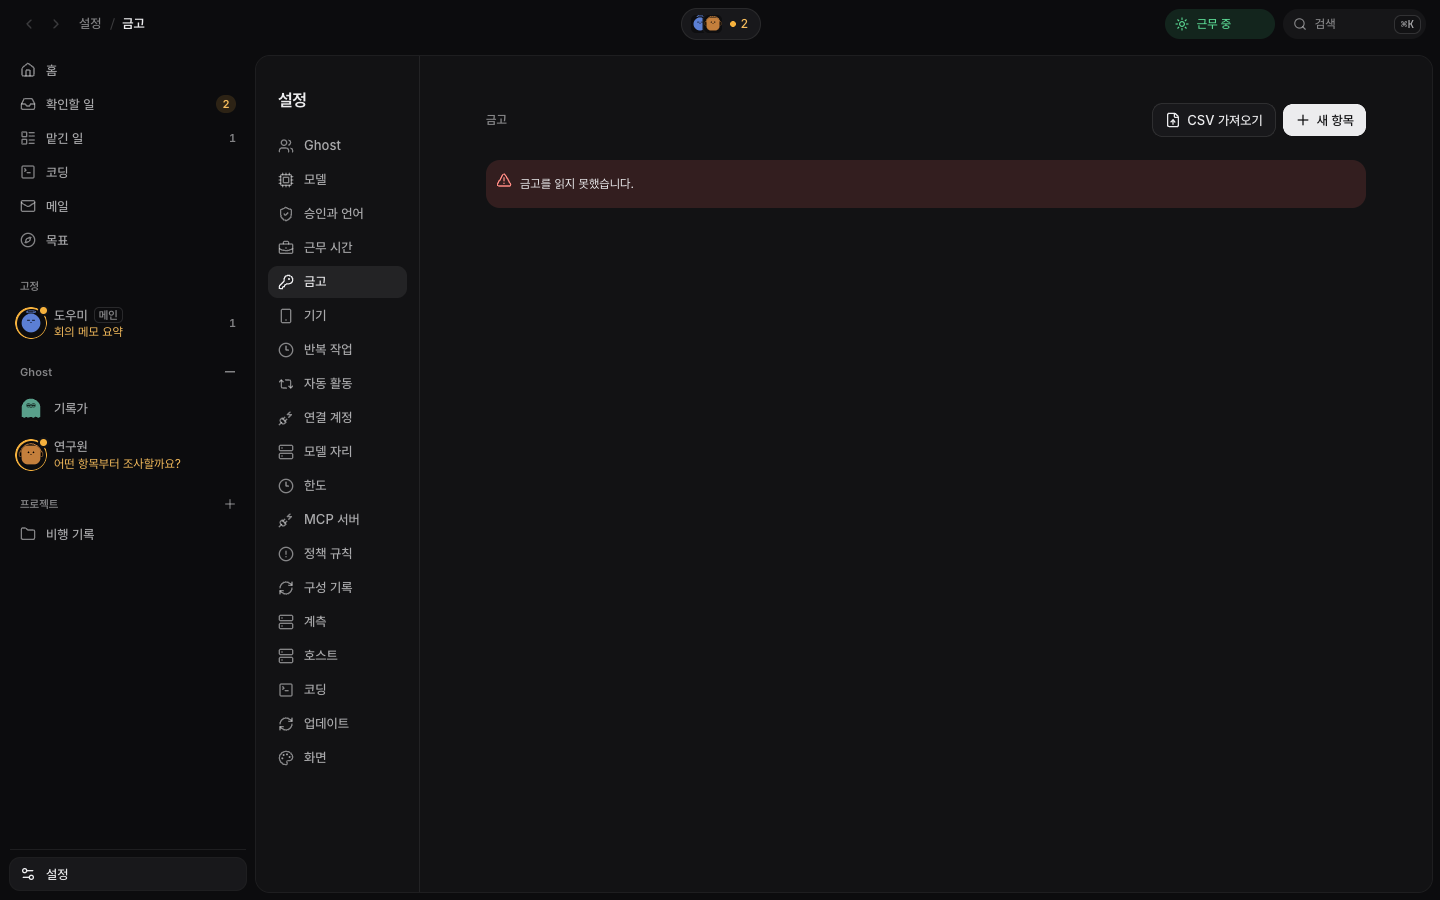 설정 / 금고
2
근무 중
검색
⌘K
홈
확인할 일
2
맡긴 일
1
코딩
메일
목표
고정
도우미 메인
회의 메모 요약
1
Ghost
기록가
연구원
어떤 항목부터 조사할까요?
프로젝트
비행 기록
설정
설정
Ghost
모델
승인과 언어
근무 시간
금고
기기
반복 작업
자동 활동
연결 계정
모델 자리
한도
MCP 서버
정책 규칙
구성 기록
계측
호스트
코딩
업데이트
화면
금고
CSV 가져오기
새 항목
금고를 읽지 못했습니다.